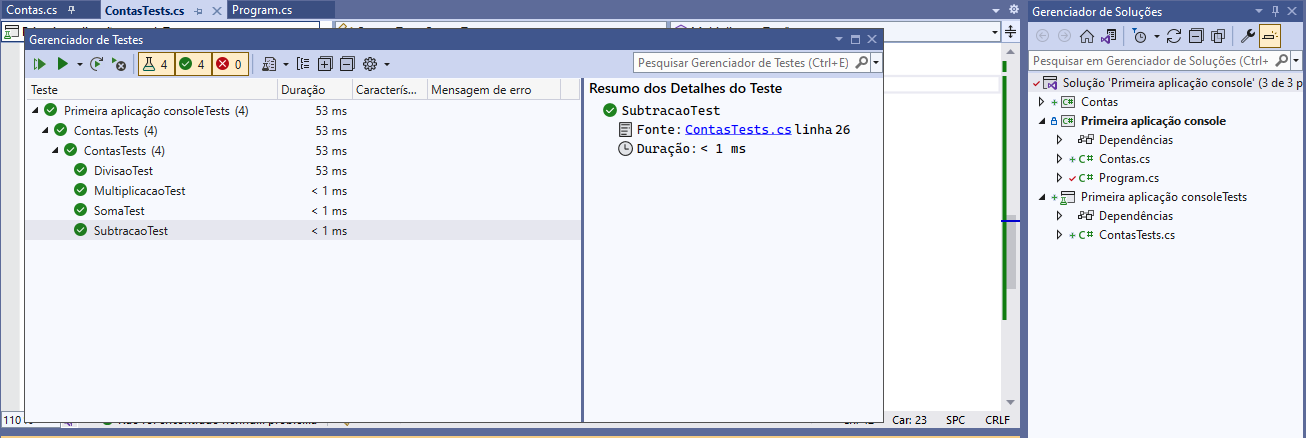 Contas.cs
ContasTests.cs
Program.cs
Gerenciador de Testes
4
4
0
Pesquisar Gerenciador de Testes (Ctrl+E)
Teste
Duração
Caracterís...
Mensagem de erro
Primeira aplicação consoleTests (4)
53 ms
Contas.Tests (4)
53 ms
ContasTests (4)
53 ms
DivisaoTest
53 ms
MultiplicacaoTest
< 1 ms
SomaTest
< 1 ms
SubtracaoTest
< 1 ms
Resumo dos Detalhes do Teste
SubtracaoTest
Fonte: ContasTests.cs linha 26
Duração: < 1 ms
110
Car: 23
SPC
CRLF
Gerenciador de Soluções
Pesquisar em Gerenciador de Soluções (Ctrl+
Solução 'Primeira aplicação console' (3 de 3 p
C# Contas
C# Primeira aplicação console
Dependências
C# Contas.cs
C# Program.cs
Primeira aplicação consoleTests
Dependências
C# ContasTests.cs